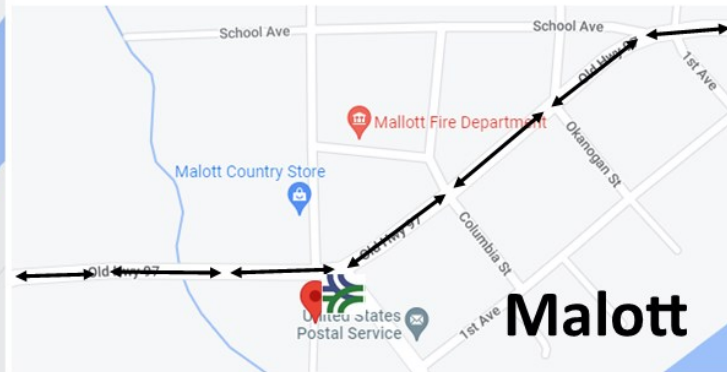 School Ave
School Ave
Old Hwy 97
1st Ave
Mallott Fire Department
Okanogan St
Malott Country Store
Columbia St
Old Hwy 97
Old Hwy 97
United States
Postal Service
1st Ave
Malott